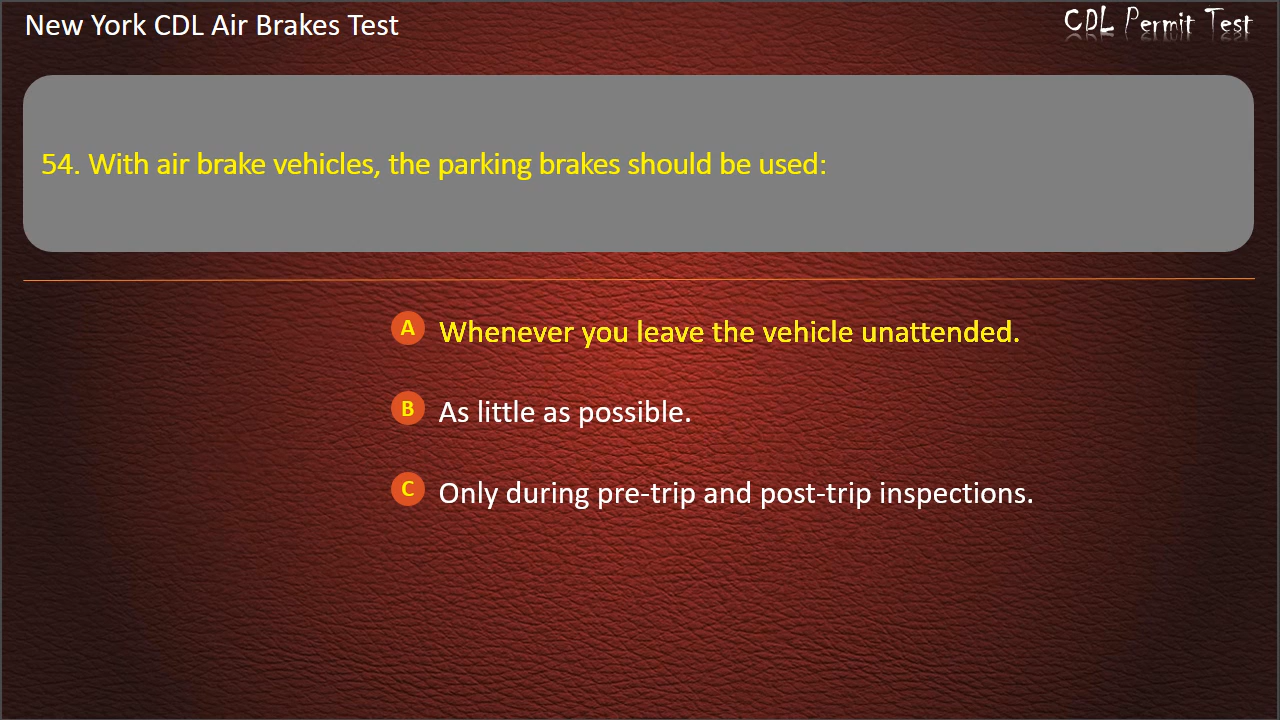 New York CDL Air Brakes Test
CDL Permit Test
54. With air brake vehicles, the parking brakes should be used:
A Whenever you leave the vehicle unattended.
B As little as possible.
C Only during pre-trip and post-trip inspections.